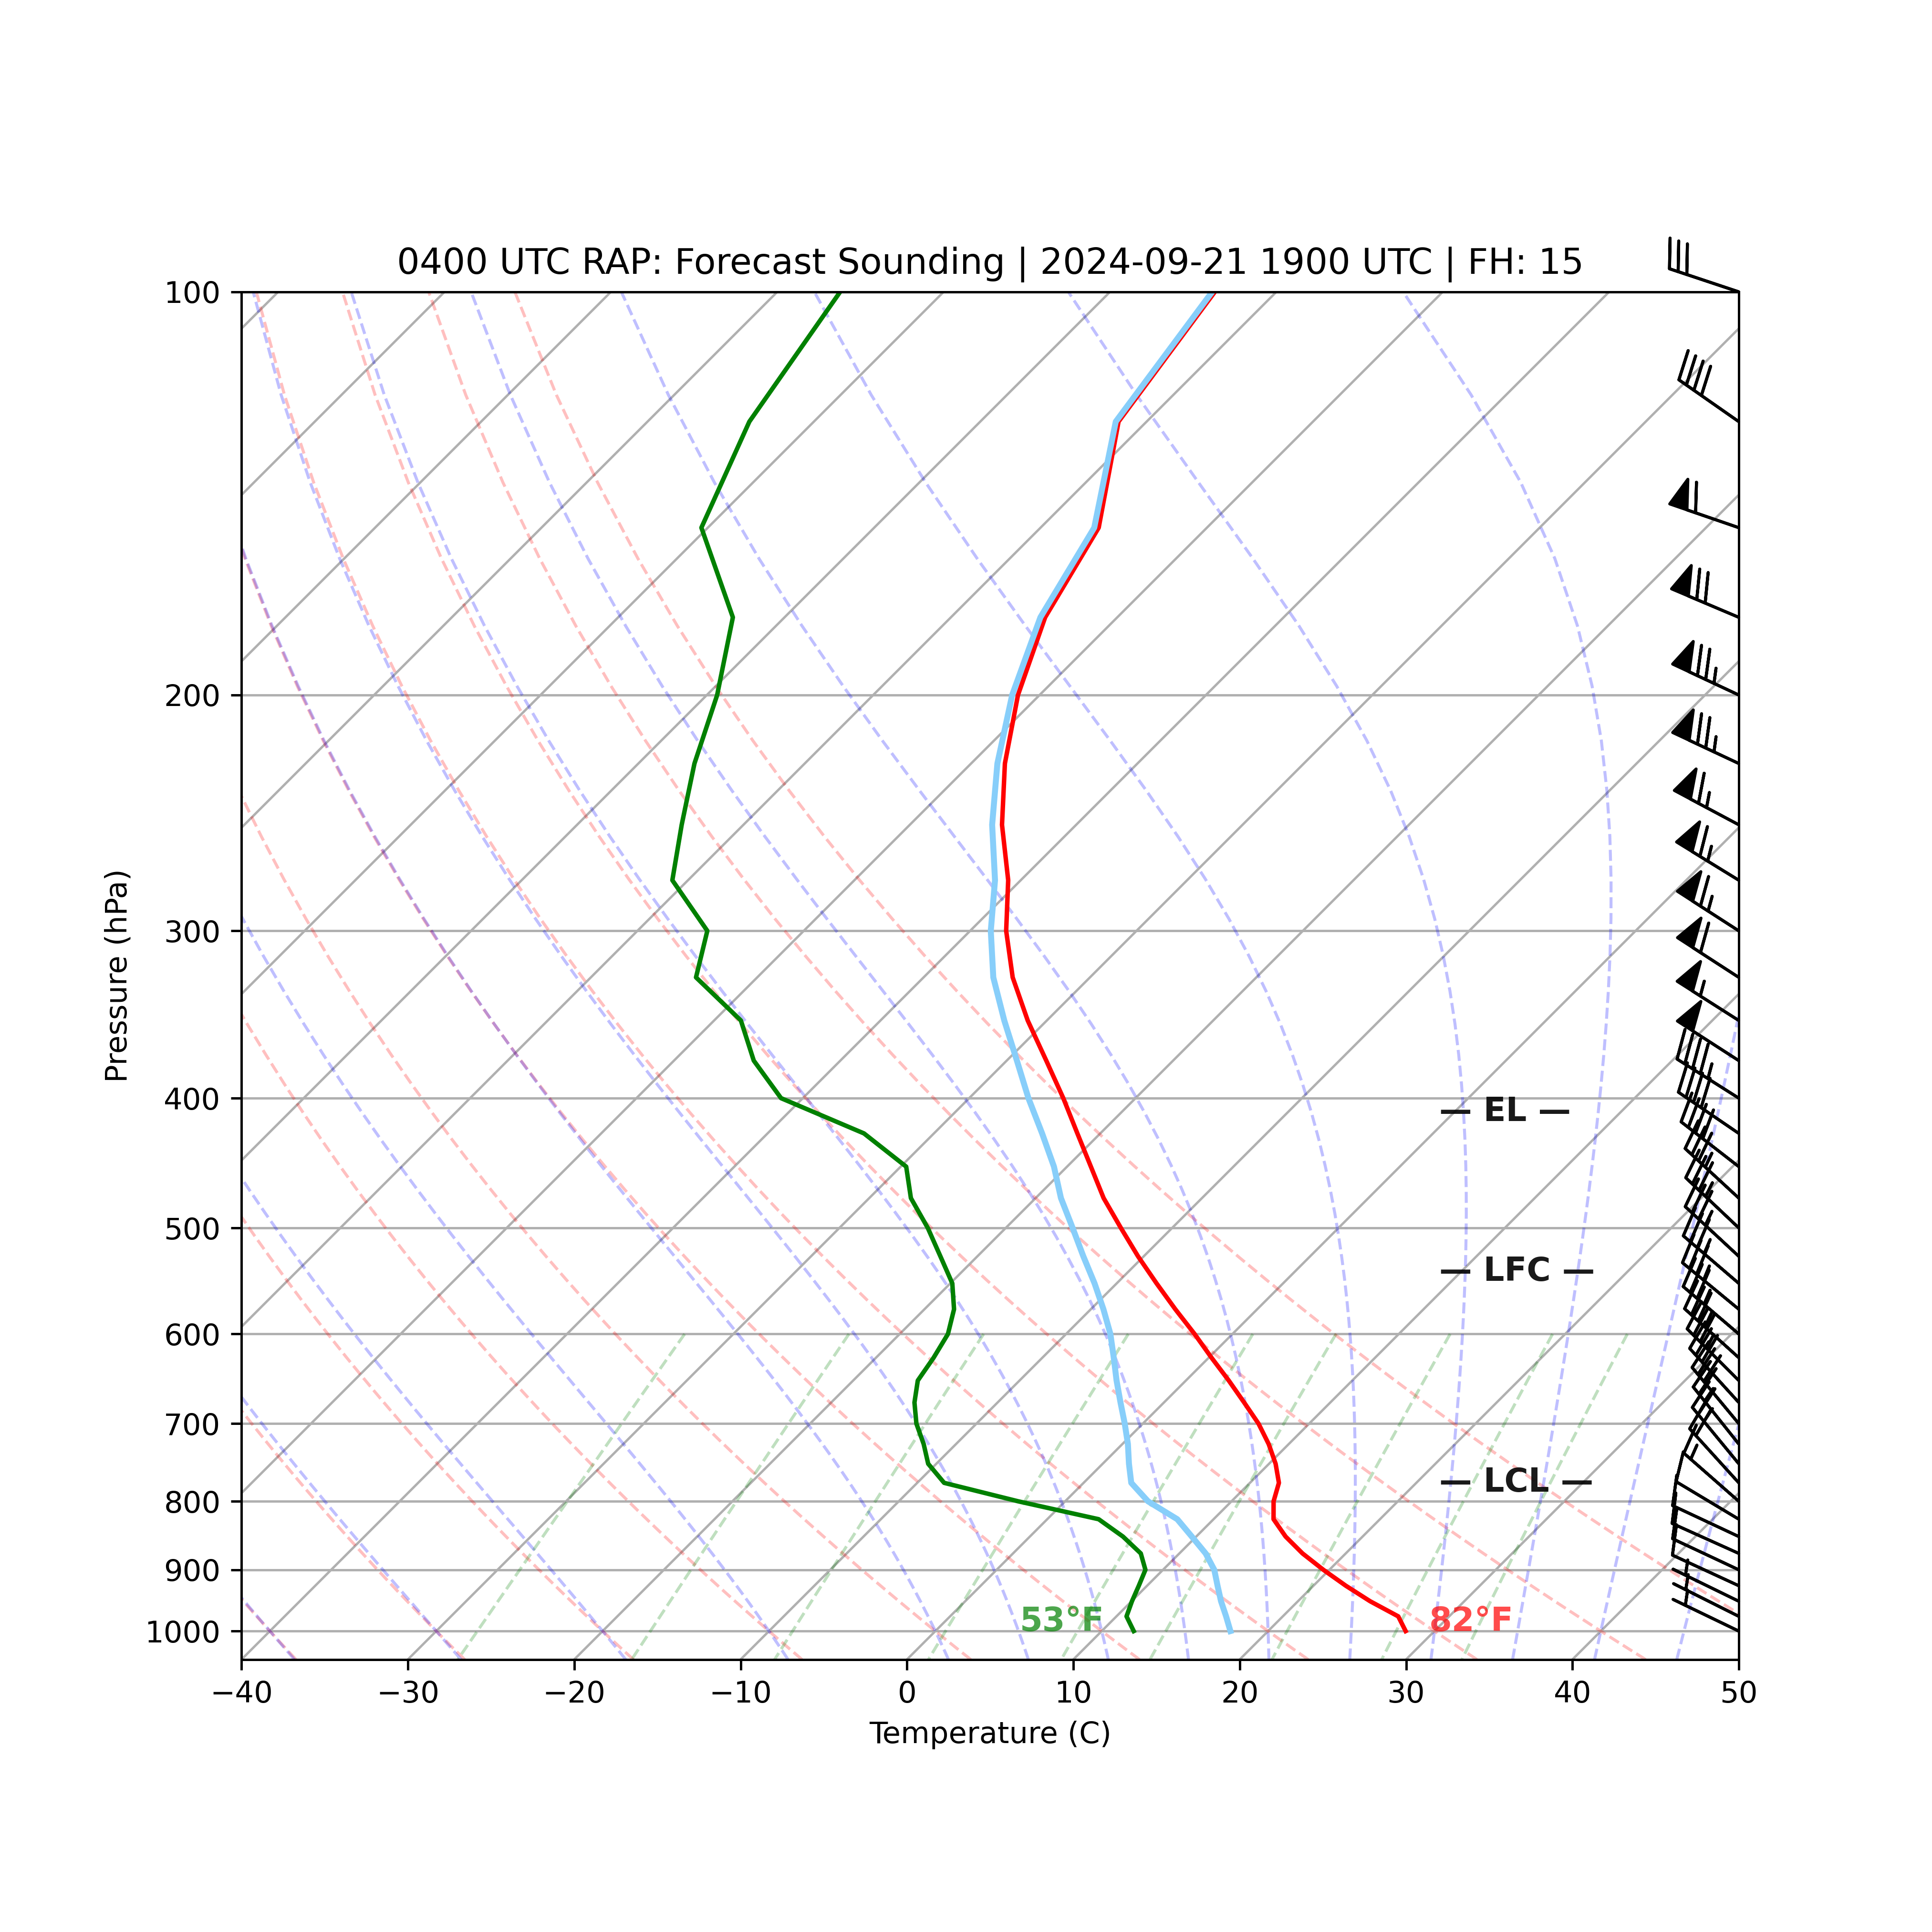 0400 UTC RAP: Forecast Sounding | 2024-09-21 1900 UTC | FH: 15
100
200
300
400
500
600
700
800
900
1000
Pressure (hPa)
— EL —
— LFC —
— LCL —
53°F
82°F
−40 −30 −20 −10 0 10 20 30 40 50
Temperature (C)